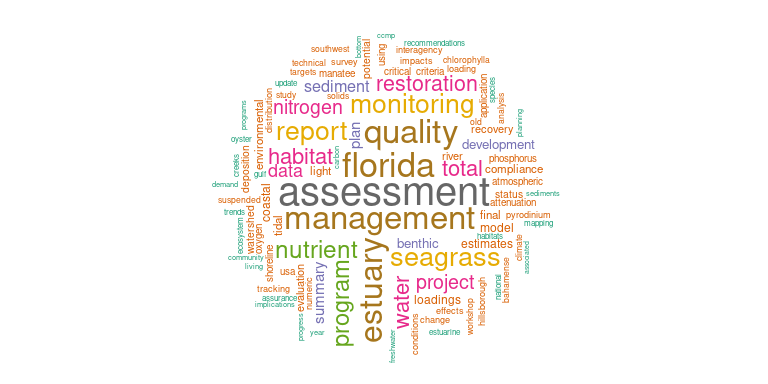 ccmp
southwest
bottom
potential
using
recommendations
interagency
technical
survey
impacts
chlorophylla
targets
manatee
critical
criteria
loading
update
sediment
restoration
application
species
study
solids
distribution
nitrogen
monitoring
analysis
programs
environmental
report
plan
quality
old
recovery
planning
oyster
development
creeks
deposition
habitat
carbon
florida
river
total
phosphorus
gulf
data
light
compliance
demand
assessment
atmospheric
suspended
coastal
status
sediments
attenuation
trends
watershed
tidal
management
final
pyrodinium
model
mapping
ecosystem
oxygen
nutrient
estuary
benthic
habitats
estimates
climate
associated
community
living
shoreline
usa
seagrass
summary
program
water
project
national
bahamense
tracking
evaluation
numeric
assurance
implications
loadings
effects
workshop
hillsborough
progress
year
change
conditions
estuarine
freshwater